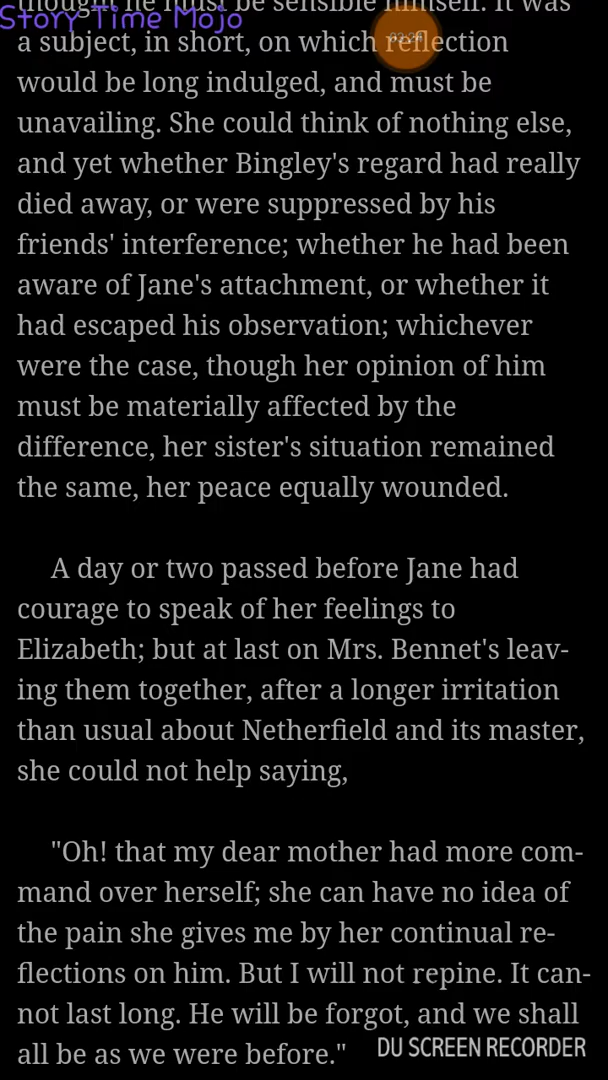 thought he must be sensible himself. It was
Story Time Mojo
a subject, in short, on which reflection
would be long indulged, and must be
unavailing. She could think of nothing else,
and yet whether Bingley's regard had really
died away, or were suppressed by his
friends' interference; whether he had been
aware of Jane's attachment, or whether it
had escaped his observation; whichever
were the case, though her opinion of him
must be materially affected by the
difference, her sister's situation remained
the same, her peace equally wounded.
A day or two passed before Jane had
courage to speak of her feelings to
Elizabeth; but at last on Mrs. Bennet's leav-
ing them together, after a longer irritation
than usual about Netherfield and its master,
she could not help saying,
"Oh! that my dear mother had more com-
mand over herself; she can have no idea of
the pain she gives me by her continual re-
flections on him. But I will not repine. It can-
not last long. He will be forgot, and we shall
all be as we were before."
DU SCREEN RECORDER